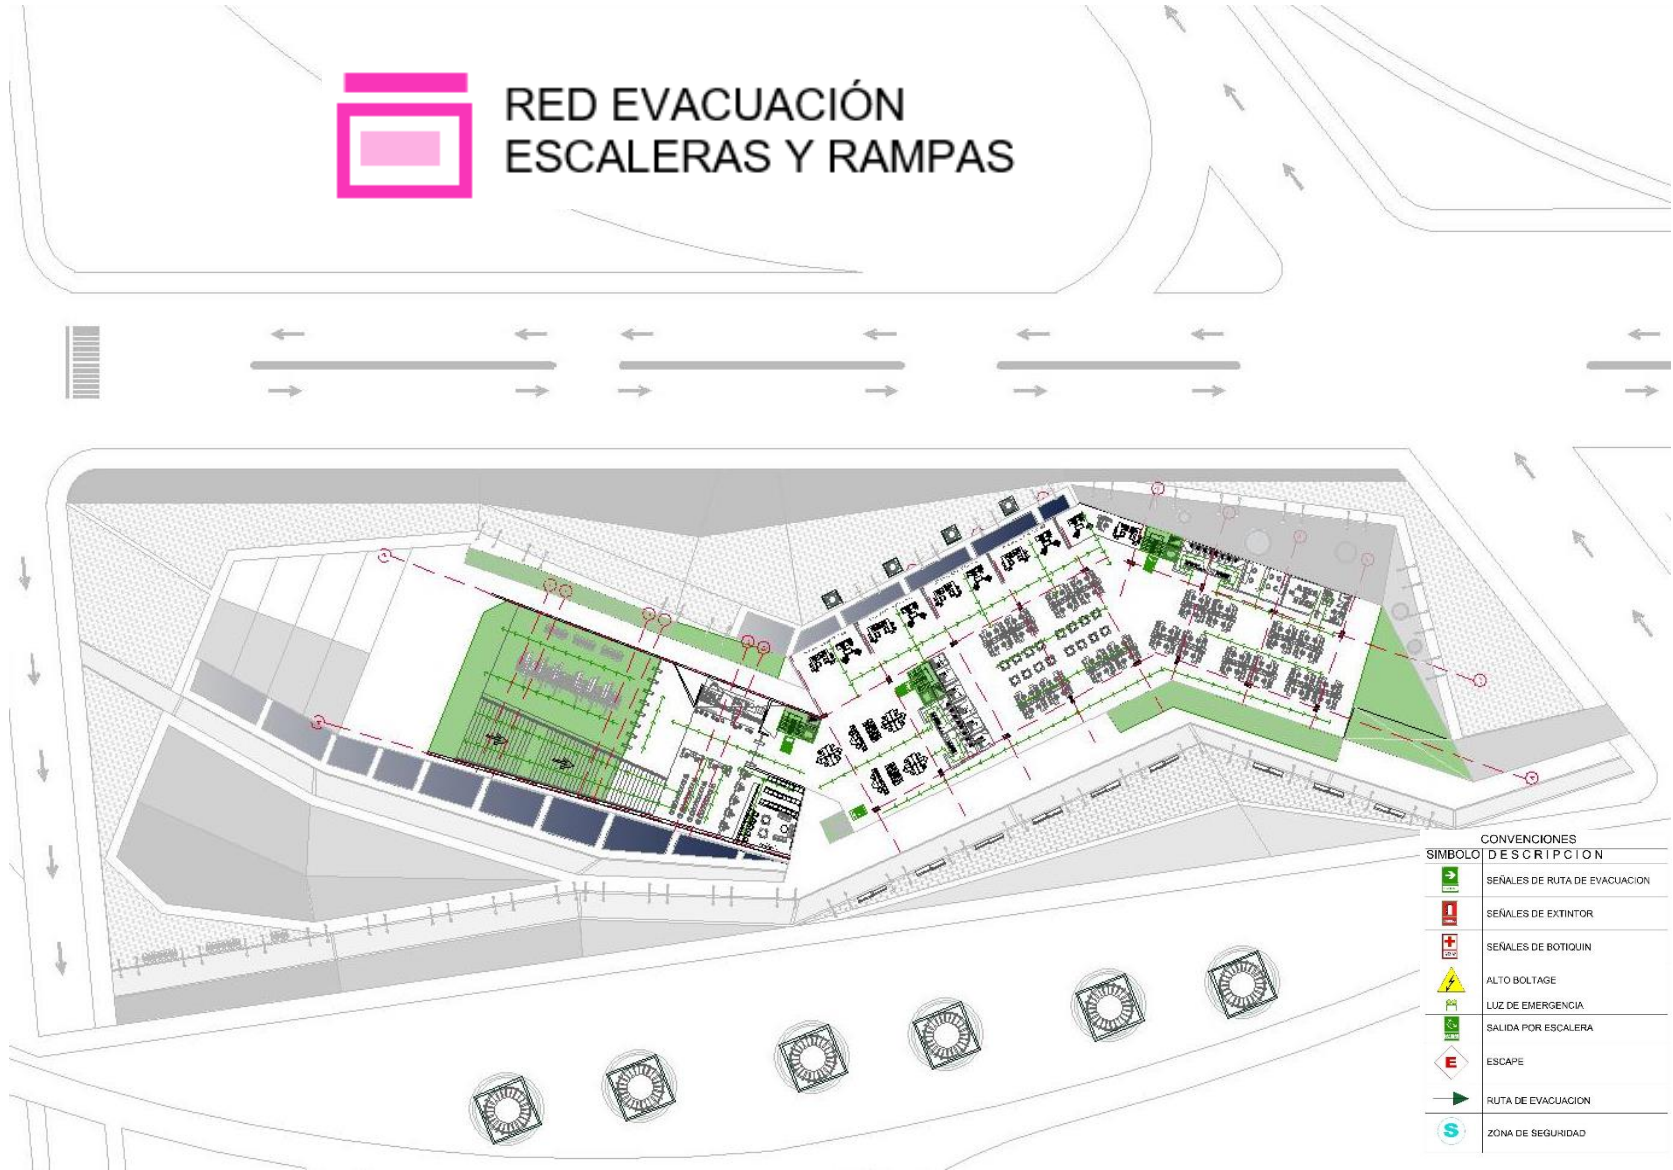 RED EVACUACIÓN
ESCALERAS Y RAMPAS
CONVENCIONES
SIMBOLO DESCRIPCION
SEÑALES DE RUTA DE EVACUACION
SEÑALES DE EXTINTOR
SEÑALES DE BOTIQUIN
ALTO BOLTAGE
LUZ DE EMERGENCIA
SALIDA POR ESCALERA
E ESCAPE
RUTA DE EVACUACION
S ZONA DE SEGURIDAD